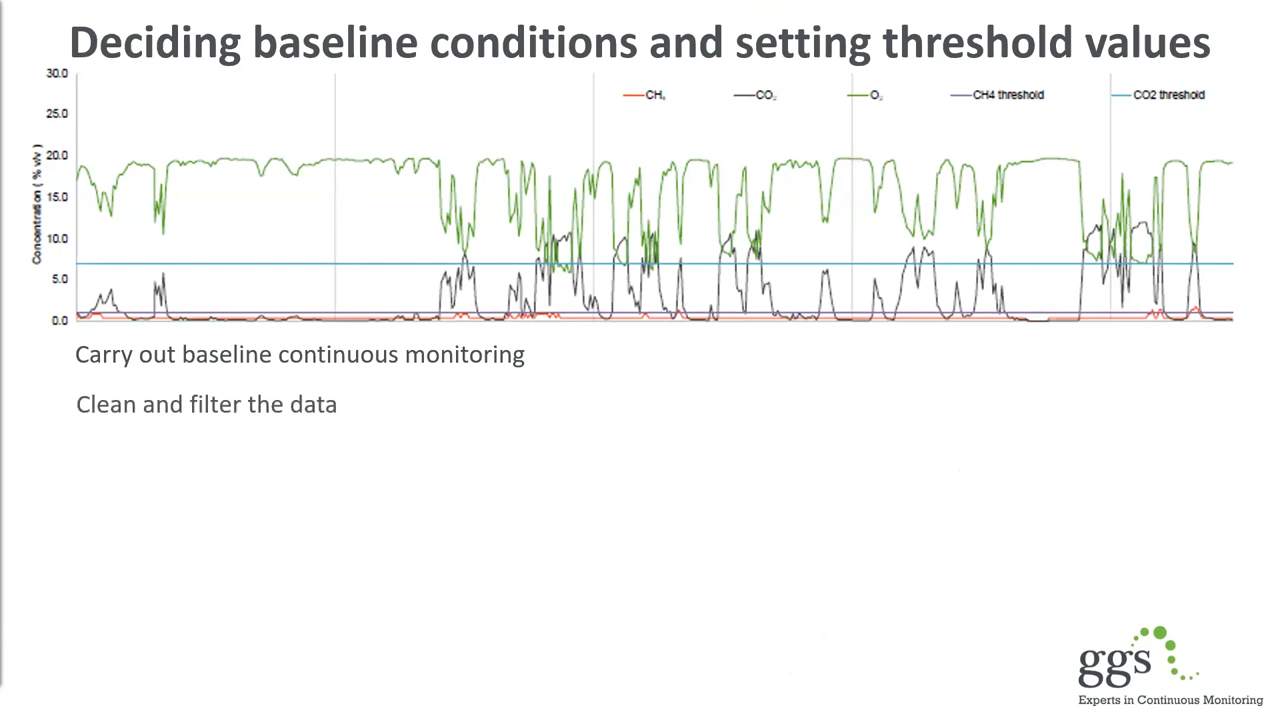 Deciding baseline conditions and setting threshold values
30.0
25.0
20.0
15.0
10.0
5.0
0.0
Concentration ( % v/v )
CH₄
CO₂
O₂
CH4 threshold
CO2 threshold
Carry out baseline continuous monitoring
Clean and filter the data
ggs
Experts in Continuous Monitoring